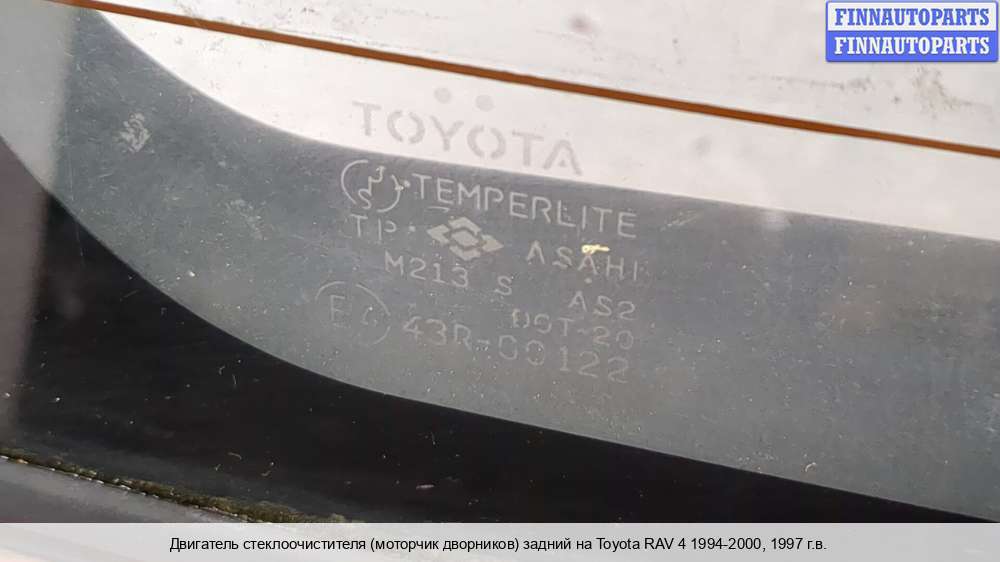 FINNAUTOPARTS
FINNAUTOPARTS
TOYOTA
TEMPERLITE
TP ASAHI
M213 S AS2
DOT-20
43R-00122
Двигатель стеклоочистителя (моторчик дворников) задний на Toyota RAV 4 1994-2000, 1997 г.в.